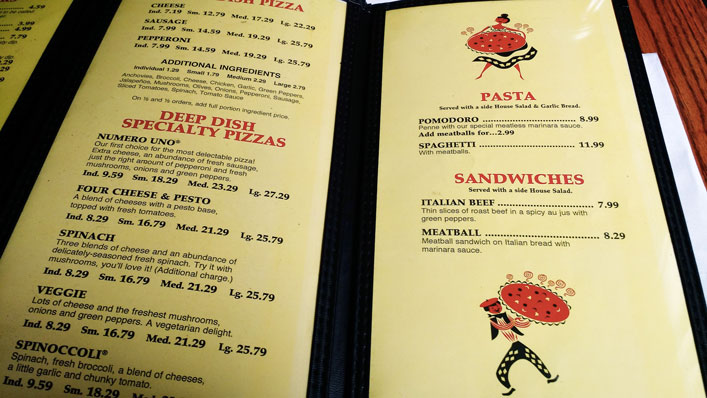 4.59
8.99
9.99
DISH PIZZA
CHEESE
Ind. 7.19 Sm. 12.79 Med. 17.29 Lg. 22.29
SAUSAGE
Ind. 7.99 Sm. 14.59 Med. 19.29 Lg. 25.79
PEPPERONI
Ind. 7.99 Sm. 14.59 Med. 19.29 Lg. 25.79
ADDITIONAL INGREDIENTS
Individual 1.29 Small 1.79 Medium 2.29 Large 2.79
Anchovies, Broccoli, Cheese, Chicken, Garlic, Green Peppers,
Jalapeños, Mushrooms, Olives, Onions, Pepperoni, Sausage,
Sliced Tomatoes, Spinach, Tomato Sauce
On ½ and ½ orders, add full portion ingredient price.
DEEP DISH
SPECIALTY PIZZAS
NUMERO UNO®
Our first choice for the most delectable pizza!
Extra cheese, an abundance of fresh sausage,
just the right amount of pepperoni and fresh
mushrooms, onions and green peppers.
Ind. 9.59 Sm. 18.29 Med. 23.29 Lg. 27.29
FOUR CHEESE & PESTO
A blend of cheeses with a pesto base,
topped with fresh tomatoes.
Ind. 8.29 Sm. 16.79 Med. 21.29 Lg. 25.79
SPINACH
Three blends of cheese and an abundance of
delicately-seasoned fresh spinach. Try it with
mushrooms, you'll love it! (Additional charge.)
Ind. 8.29 Sm. 16.79 Med. 21.29 Lg. 25.79
VEGGIE
Lots of cheese and the freshest mushrooms,
onions and green peppers. A vegetarian delight.
Ind. 8.29 Sm. 16.79 Med. 21.29 Lg. 25.79
SPINOCCOLI®
Spinach, fresh broccoli, a blend of cheeses,
a little garlic and chunky tomato.
Ind. 9.59 Sm. 18.29
PASTA
Served with a side House Salad & Garlic Bread.
POMODORO ........................ 8.99
Penne with our special meatless marinara sauce.
Add meatballs for...2.99
SPAGHETTI ........................ 11.99
With meatballs.
SANDWICHES
Served with a side House Salad.
ITALIAN BEEF ........................ 7.99
Thin slices of roast beef in a spicy au jus with
green peppers.
MEATBALL ........................ 8.29
Meatball sandwich on Italian bread with
marinara sauce.